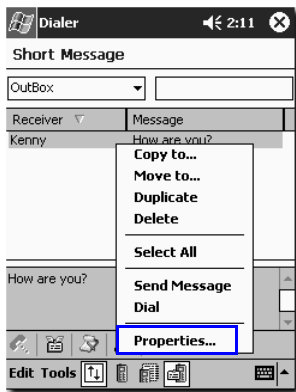 Dialer 2:11
Short Message
OutBox
Receiver Message
Kenny How are you?
Copy to...
Move to...
Duplicate
Delete
Select All
Send Message
Dial
Properties...
How are you?
Edit Tools